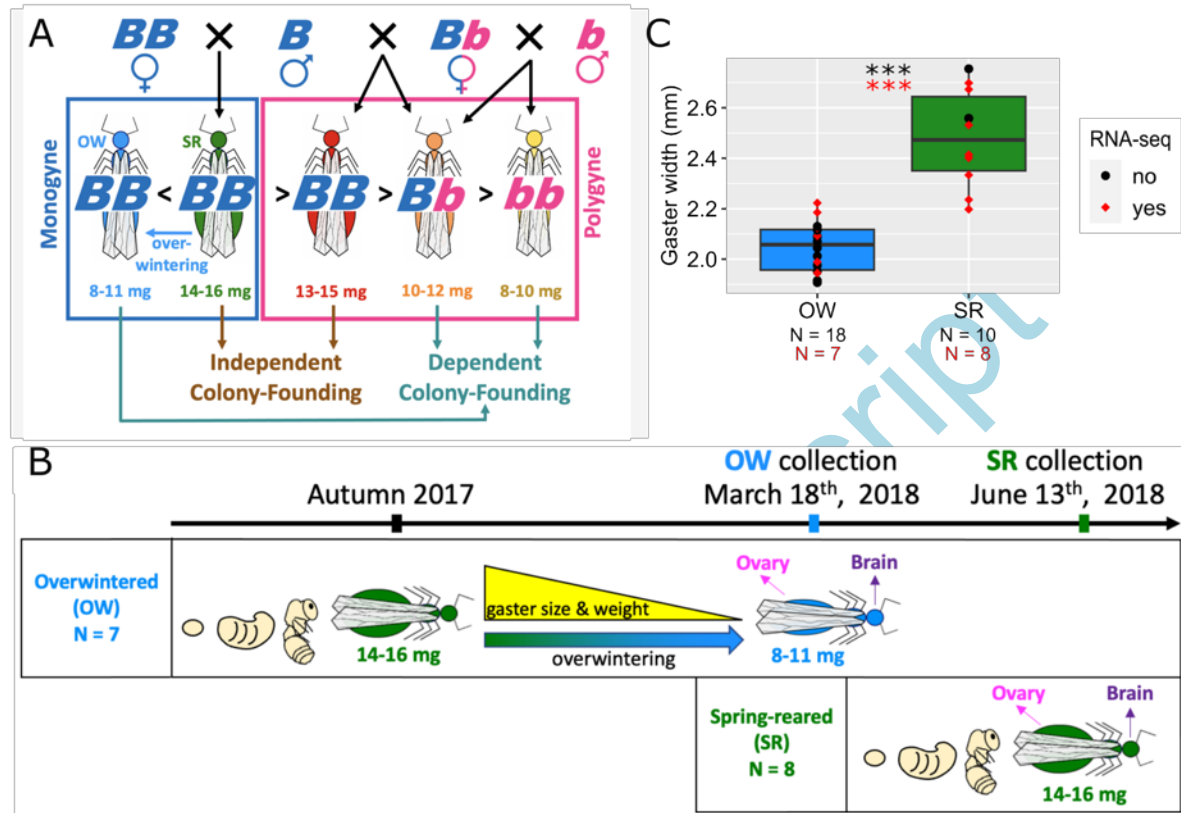 A
BB × B × Bb × b
♀ ♂ ♀ ♂
Monogyne
OW SR
BB < BB > BB > Bb > bb
over-
wintering
Polygyne
8-11 mg 14-16 mg 13-15 mg 10-12 mg 8-10 mg
Independent
Colony-Founding
Dependent
Colony-Founding
C
Gaster width (mm)
2.6
2.4
2.2
2.0
***
***
OW SR
N = 18 N = 10
N = 7 N = 8
RNA-seq
no
yes
script
B
Autumn 2017
OW collection
March 18th, 2018
SR collection
June 13th, 2018
Overwintered
(OW)
N = 7
14-16 mg
gaster size & weight
overwintering
Ovary Brain
8-11 mg
Spring-reared
(SR)
N = 8
Ovary Brain
14-16 mg